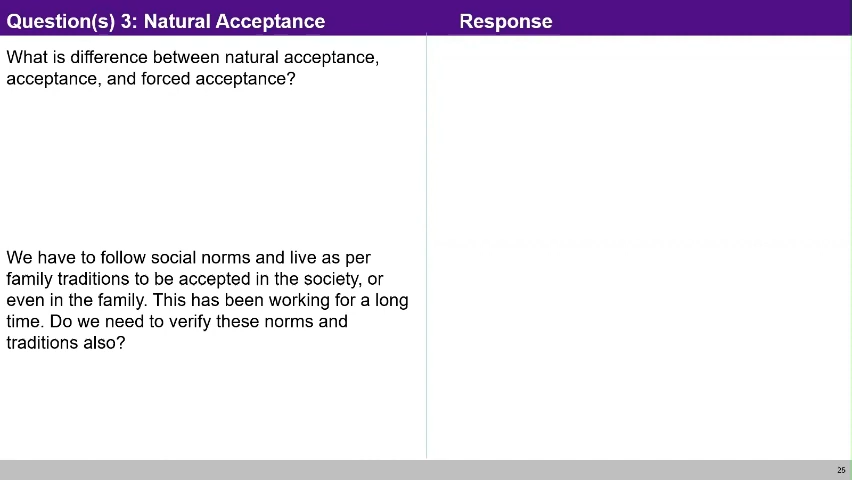 Question(s) 3: Natural Acceptance
Response
What is difference between natural acceptance,
acceptance, and forced acceptance?
We have to follow social norms and live as per
family traditions to be accepted in the society, or
even in the family. This has been working for a long
time. Do we need to verify these norms and
traditions also?
25